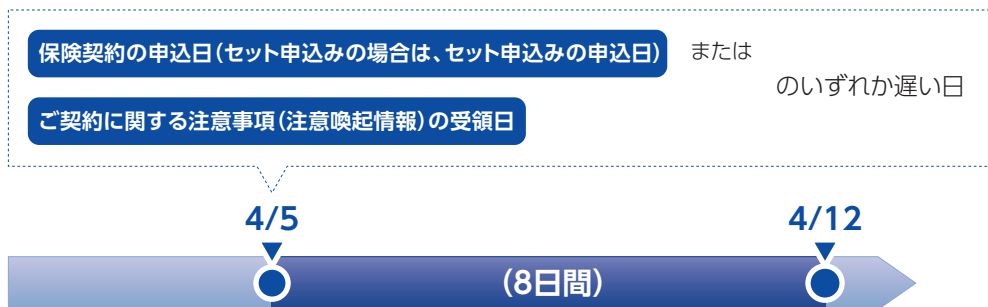 保険契約の申込日（セット申込みの場合は、セット申込みの申込日） または
のいずれか遅い日
ご契約に関する注意事項（注意喚起情報）の受領日
4/5 4/12
（8日間）